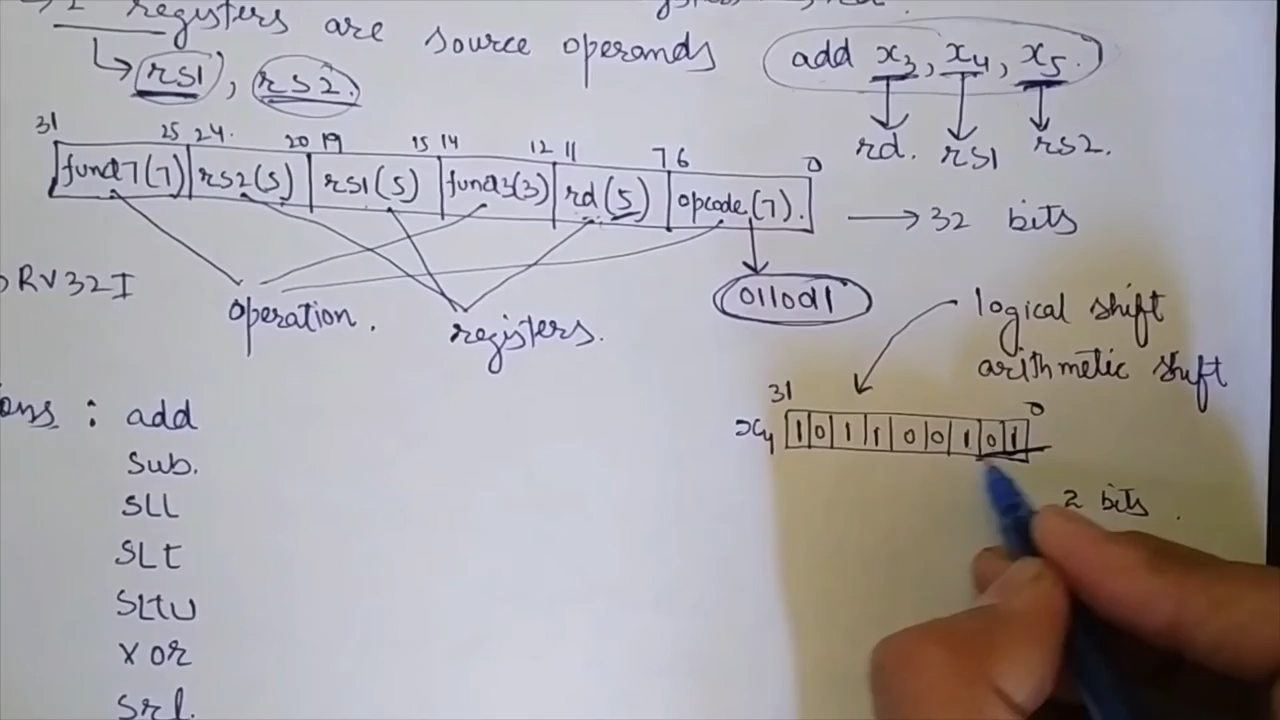 2 registers are source operands
rs1, rs2.
add x3, x4, x5.
rd. rs1 rs2.
31 25 24 20 19 15 14 12 11 7 6 0
funct7(7) rs2(5) rs1(5) funct3(3) rd(5) opcode(7). → 32 bits
RV32I
operation. registers.
0110011
logical shift
arithmetic shift
31 0
x4 1 0 1 1 0 0 1 0 1
2 bits.
: add
sub.
SLL
SLt
SLtU
xor
srl.